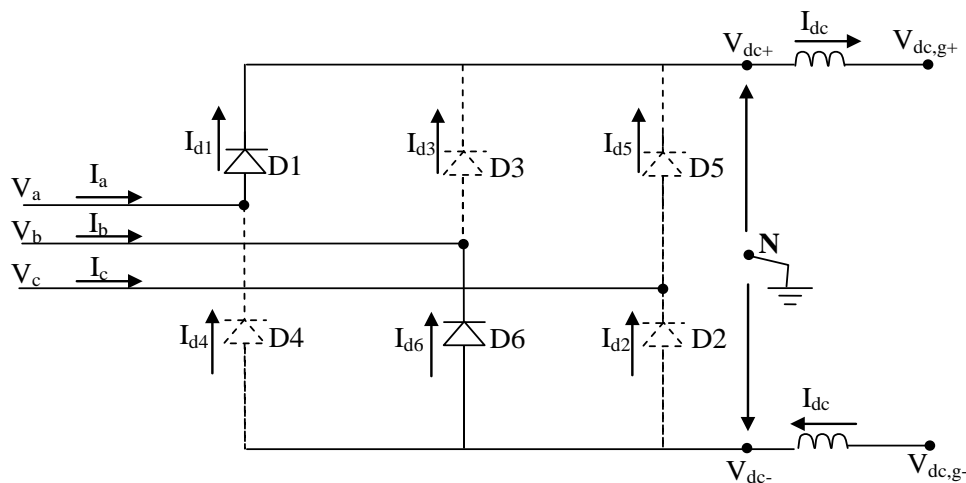 I_dc
V_dc+
V_dc,g+
I_d1
D1
I_d3
D3
I_d5
D5
V_a
I_a
V_b
I_b
N
V_c
I_c
I_d4
D4
I_d6
D6
I_d2
D2
I_dc
V_dc-
V_dc,g-